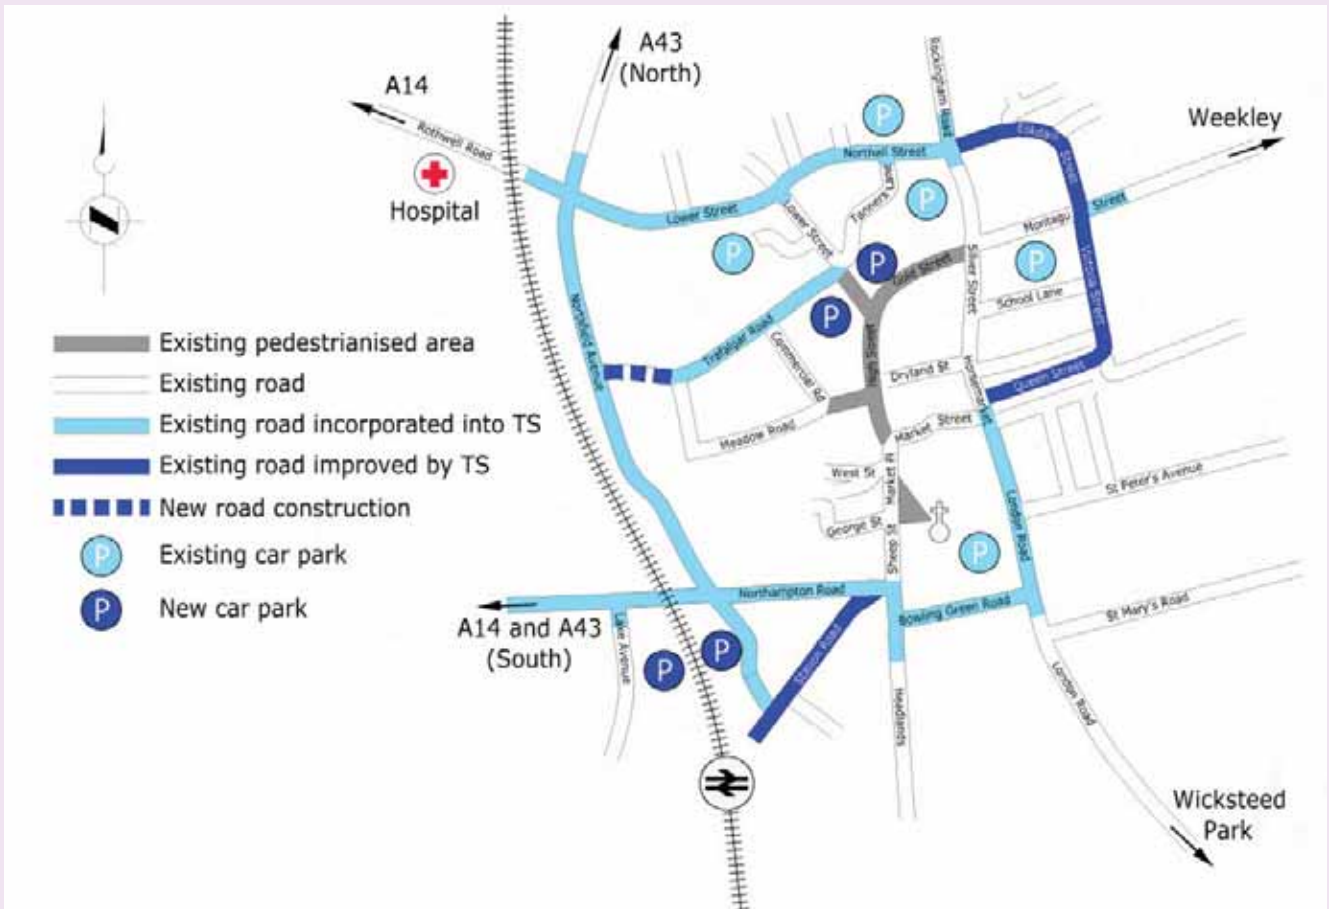 A43
(North)
A14
Rothwell Road
Hospital
Rockingham Road
Weekley
Northall Street
Eskdaill Street
Lower Street
Lower Street
Tanners Lane
Montagu
Street
Gold Street
Silver Street
School Lane
Victoria Street
Northfield Avenue
Trafalgar Road
Commercial Rd
High Street
Dryland St
Horsemarket
Queen Street
Meadow Road
Market Street
West St
Market Pl
George St
Sheep St
London Road
St Peter's Avenue
Existing pedestrianised area
Existing road
Existing road incorporated into TS
Existing road improved by TS
New road construction
P
Existing car park
P
New car park
P
P
P
P
P
P
P
P
P
Northampton Road
Bowling Green Road
St Mary's Road
A14 and A43
(South)
Lake Avenue
Station Road
Headlands
London Road
Wicksteed
Park